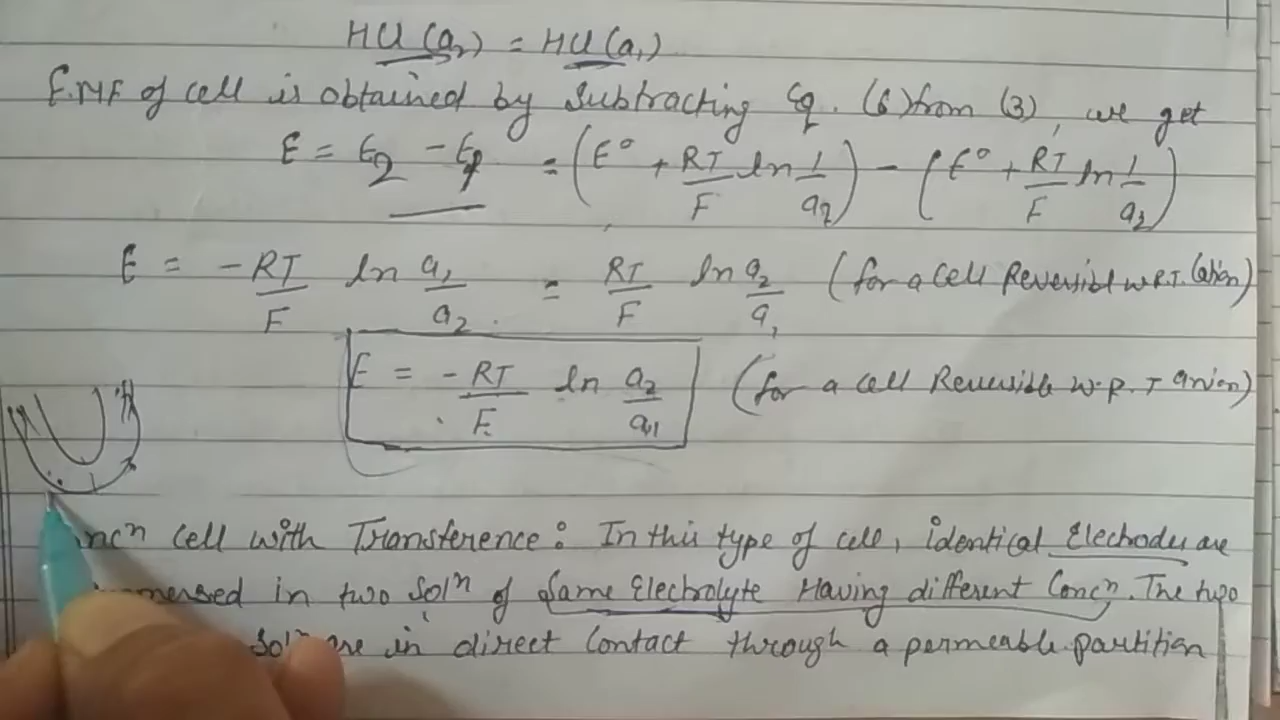 HCl (a₂) = HCl (a₁)
E.MF of cell is obtained by subtracting Eq. (6) from (3), we get
E = E₂ - E₁ = (E° + RT/F ln 1/a₂) - (E° + RT/F ln 1/a₂)
E = -RT/F ln a₁/a₂ = RT/F ln a₂/a₁ (for a cell Reversible W.R.T. Cation)
E = -RT/F ln a₂/a₁ (for a cell Reversible W.R.T anion)
cell with Transference: In this type of cell, identical Electrodes are
in two solⁿ of same Electrolyte Having different Concⁿ. The two
solⁿ are in direct contact through a permeable partition